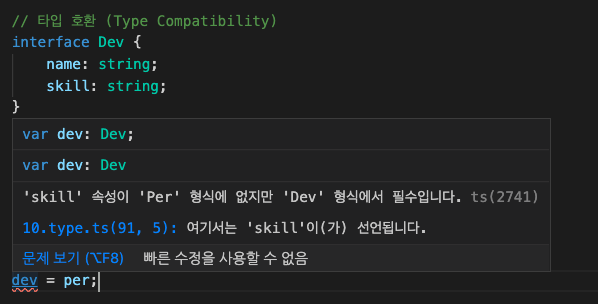 // 타입 호환 (Type Compatibility)
interface Dev {
name: string;
skill: string;
}
var dev: Dev;
var dev: Dev
'skill' 속성이 'Per' 형식에 없지만 'Dev' 형식에서 필수입니다. ts(2741)
10.type.ts(91, 5): 여기서는 'skill'이(가) 선언됩니다.
문제 보기 (⌥F8) 빠른 수정을 사용할 수 없음
dev = per;